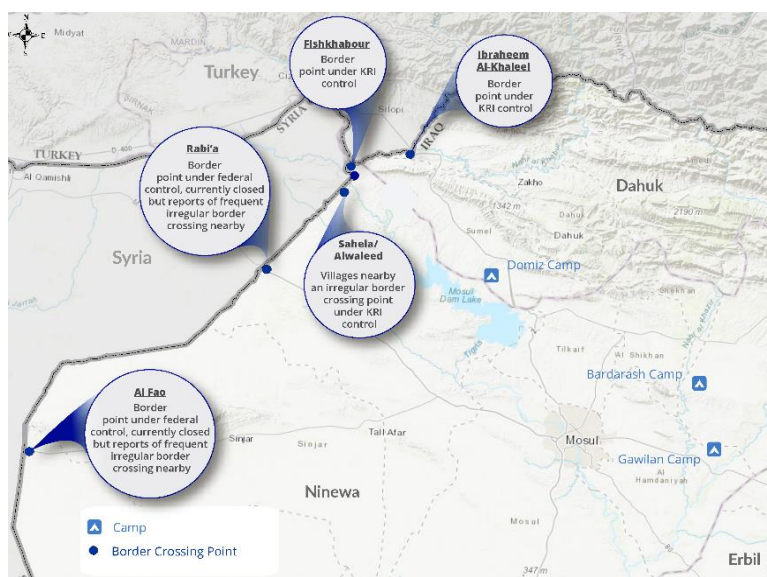 Midyat
MARDIN
Turkey
SIRNAK
D-400
TURKEY
Al Qamishli
SYRIA
Silopi
IRAQ
Zakho
Dahuk
1342 m
2190 m
Dahuk
Dahuk
Sumel
Syria
Fishkhabour
Border
point under KRI
control
Ibraheem
Al-Khaleel
Border
point under
KRI control
Rabi'a
Border
point under federal
control, currently closed
but reports of frequent
irregular border
crossing nearby
Sahela/
Alwaleed
Villages nearby
an irregular border
crossing point
under KRI
control
Domiz Camp
Mosul
Dam Lake
Tigris
Tilkaif
Al Shikhan
Bardarash Camp
Al Fao
Border
point under federal
control, currently closed
but reports of frequent
irregular border
crossing nearby
Sinjar
Sinjar
Tall Afar
Mosul
Gawilan Camp
Al
Hamdaniyah
Ninewa
Mosul
347 m
Erbil
Camp
Border Crossing Point